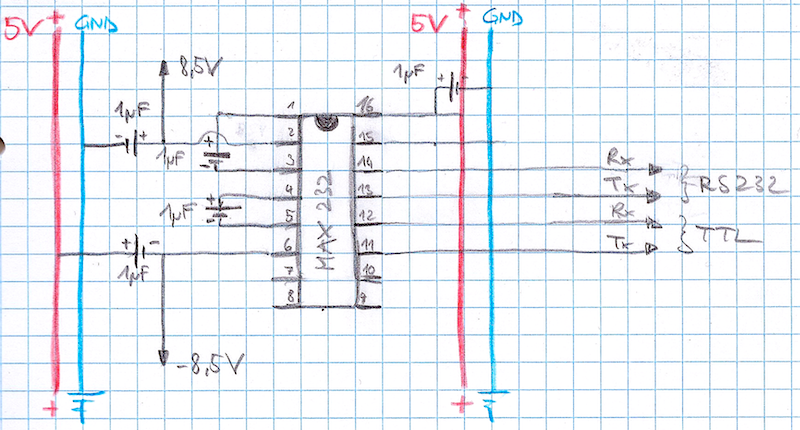 5V + GND
5V + GND
8,5V
1µF
1µF
- +
1µF
+
+
1µF
+ -
1µF
-8,5V
MAX 232
1 16
2 15
3 14
4 13
5 12
6 11
7 10
8 9
Rx
Tx
RS232
Rx
Tx
TTL
+
+